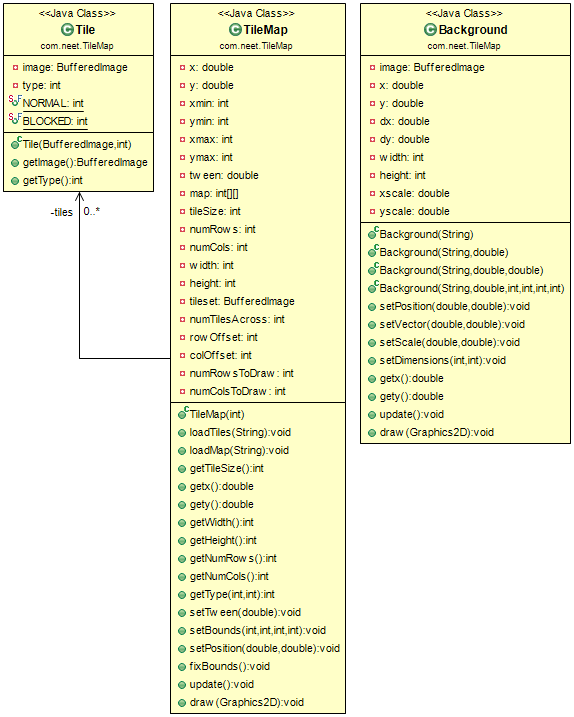 <<Java Class>>
Tile
com.neet.TileMap
image: BufferedImage
type: int
NORMAL: int
BLOCKED: int
Tile(BufferedImage,int)
getImage():BufferedImage
getType():int
-tiles 0..*
<<Java Class>>
TileMap
com.neet.TileMap
x: double
y: double
xmin: int
ymin: int
xmax: int
ymax: int
tween: double
map: int[][]
tileSize: int
numRows: int
numCols: int
width: int
height: int
tileset: BufferedImage
numTilesAcross: int
rowOffset: int
colOffset: int
numRowsToDraw: int
numColsToDraw: int
TileMap(int)
loadTiles(String):void
loadMap(String):void
getTileSize():int
getx():double
gety():double
getWidth():int
getHeight():int
getNumRows():int
getNumCols():int
getType(int,int):int
setTween(double):void
setBounds(int,int,int,int):void
setPosition(double,double):void
fixBounds():void
update():void
draw(Graphics2D):void
<<Java Class>>
Background
com.neet.TileMap
image: BufferedImage
x: double
y: double
dx: double
dy: double
width: int
height: int
xscale: double
yscale: double
Background(String)
Background(String,double)
Background(String,double,double)
Background(String,double,int,int,int,int)
setPosition(double,double):void
setVector(double,double):void
setScale(double,double):void
setDimensions(int,int):void
getx():double
gety():double
update():void
draw(Graphics2D):void